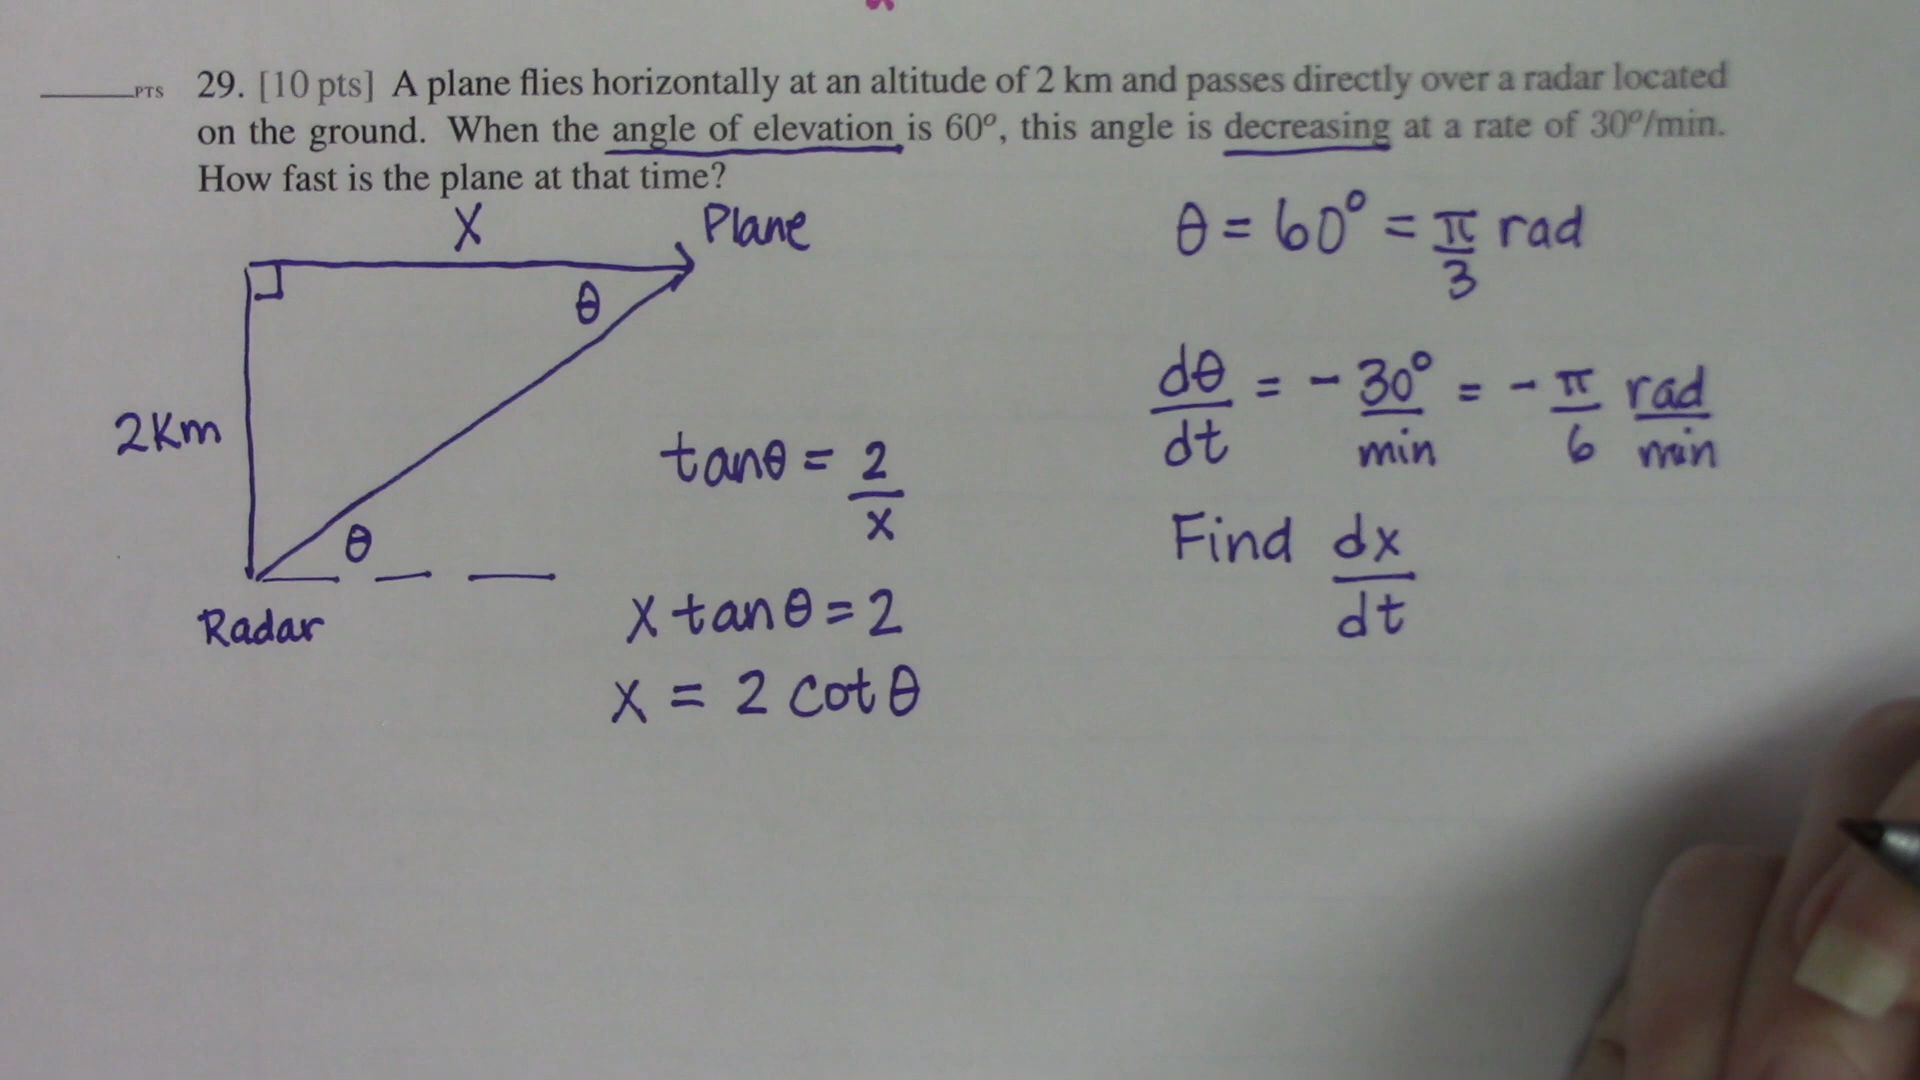 PTS 29. [10 pts] A plane flies horizontally at an altitude of 2 km and passes directly over a radar located
on the ground. When the angle of elevation is 60º, this angle is decreasing at a rate of 30º/min.
How fast is the plane at that time?
X
Plane
θ
2Km
θ
Radar
tanθ = 2/x
x tanθ = 2
x = 2 cot θ
θ = 60° = π/3 rad
dθ/dt = - 30°/min = - π/6 rad/min
Find dx/dt